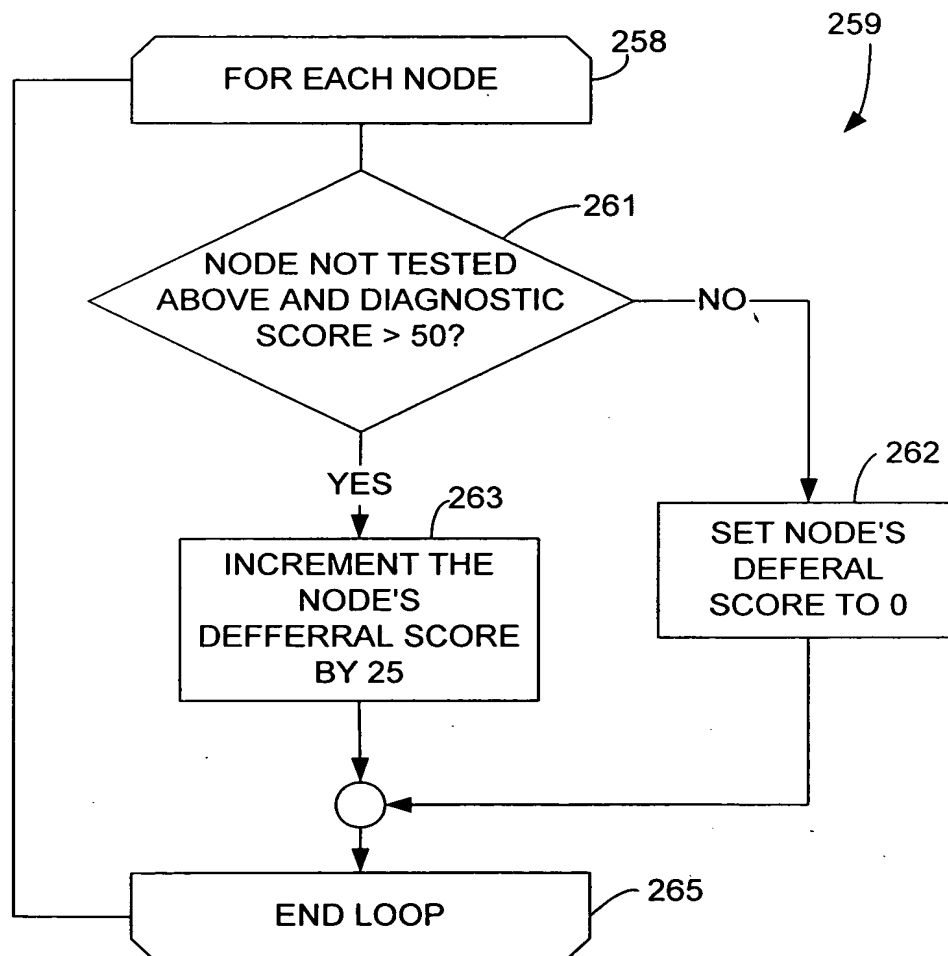 258
259
FOR EACH NODE
261
NODE NOT TESTED
ABOVE AND DIAGNOSTIC
SCORE > 50?
NO
YES
263
262
INCREMENT THE
NODE'S
DEFFERRAL SCORE
BY 25
SET NODE'S
DEFERAL
SCORE TO 0
END LOOP
265